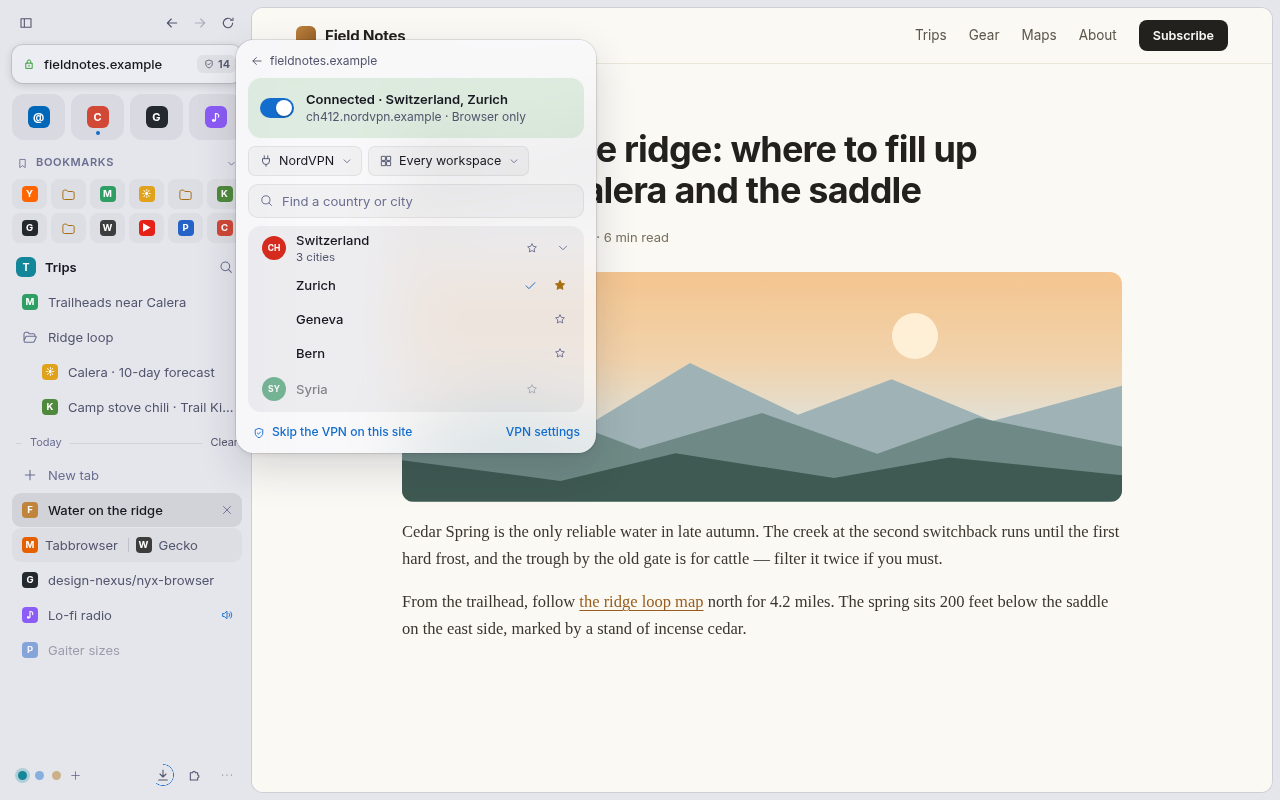 fieldnotes.example
14
@
C
G
BOOKMARKS
Y
M
K
G
W
P
C
T Trips
M Trailheads near Calera
Ridge loop
Calera · 10-day forecast
K Camp stove chili · Trail Ki...
Today
Clear
New tab
F Water on the ridge
M Tabbrowser
W Gecko
G design-nexus/nyx-browser
Lo-fi radio
P Gaiter sizes
fieldnotes.example
Connected · Switzerland, Zurich
ch412.nordvpn.example · Browser only
NordVPN
Every workspace
Find a country or city
CH Switzerland
3 cities
Zurich
Geneva
Bern
SY Syria
Skip the VPN on this site
VPN settings
Field Notes
Trips
Gear
Maps
About
Subscribe
ridge: where to fill up
and the saddle
· 6 min read
Cedar Spring is the only reliable water in late autumn. The creek at the second switchback runs until the first
hard frost, and the trough by the old gate is for cattle — filter it twice if you must.
From the trailhead, follow the ridge loop map north for 4.2 miles. The spring sits 200 feet below the saddle
on the east side, marked by a stand of incense cedar.